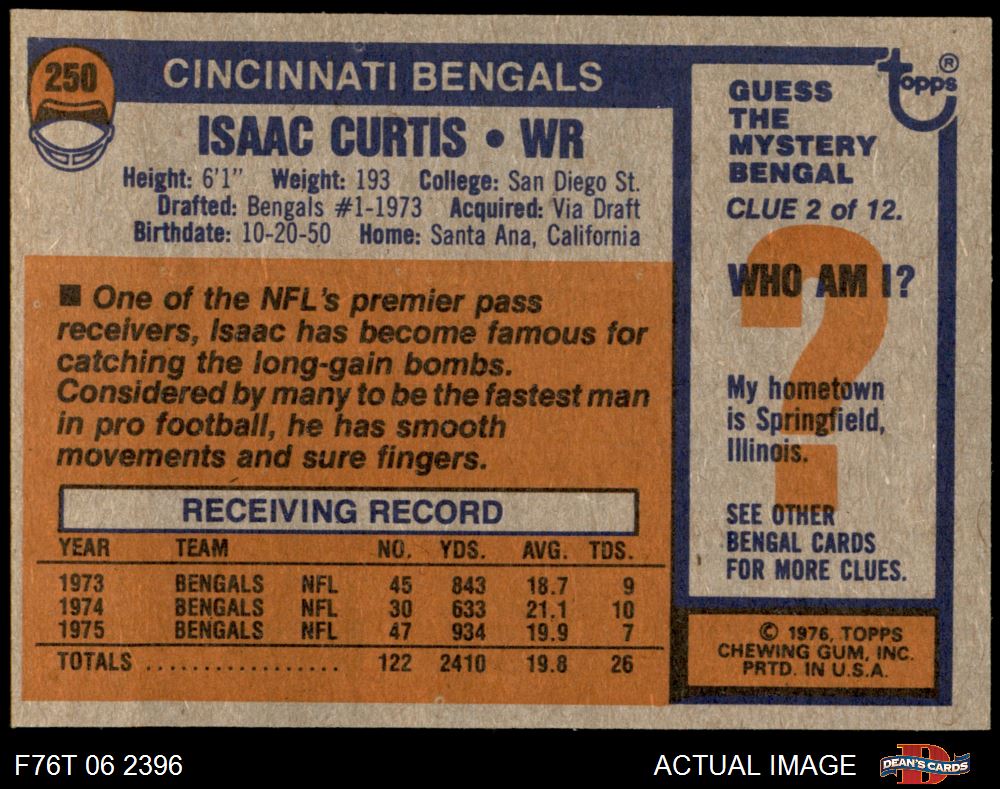 250
CINCINNATI BENGALS
ISAAC CURTIS • WR
Height: 6'1" Weight: 193 College: San Diego St.
Drafted: Bengals #1-1973 Acquired: Via Draft
Birthdate: 10-20-50 Home: Santa Ana, California
■ One of the NFL's premier pass
receivers, Isaac has become famous for
catching the long-gain bombs.
Considered by many to be the fastest man
in pro football, he has smooth
movements and sure fingers.
RECEIVING RECORD
YEAR TEAM NO. YDS. AVG. TDS.
1973 BENGALS NFL 45 843 18.7 9
1974 BENGALS NFL 30 633 21.1 10
1975 BENGALS NFL 47 934 19.9 7
TOTALS ................. 122 2410 19.8 26
topps ®
GUESS
THE
MYSTERY
BENGAL
CLUE 2 of 12.
WHO AM I?
?
My hometown
is Springfield,
Illinois.
SEE OTHER
BENGAL CARDS
FOR MORE CLUES.
© 1976, TOPPS
CHEWING GUM, INC.
PRTD. IN U.S.A.
F76T 06 2396
ACTUAL IMAGE
D
DEAN'S CARDS